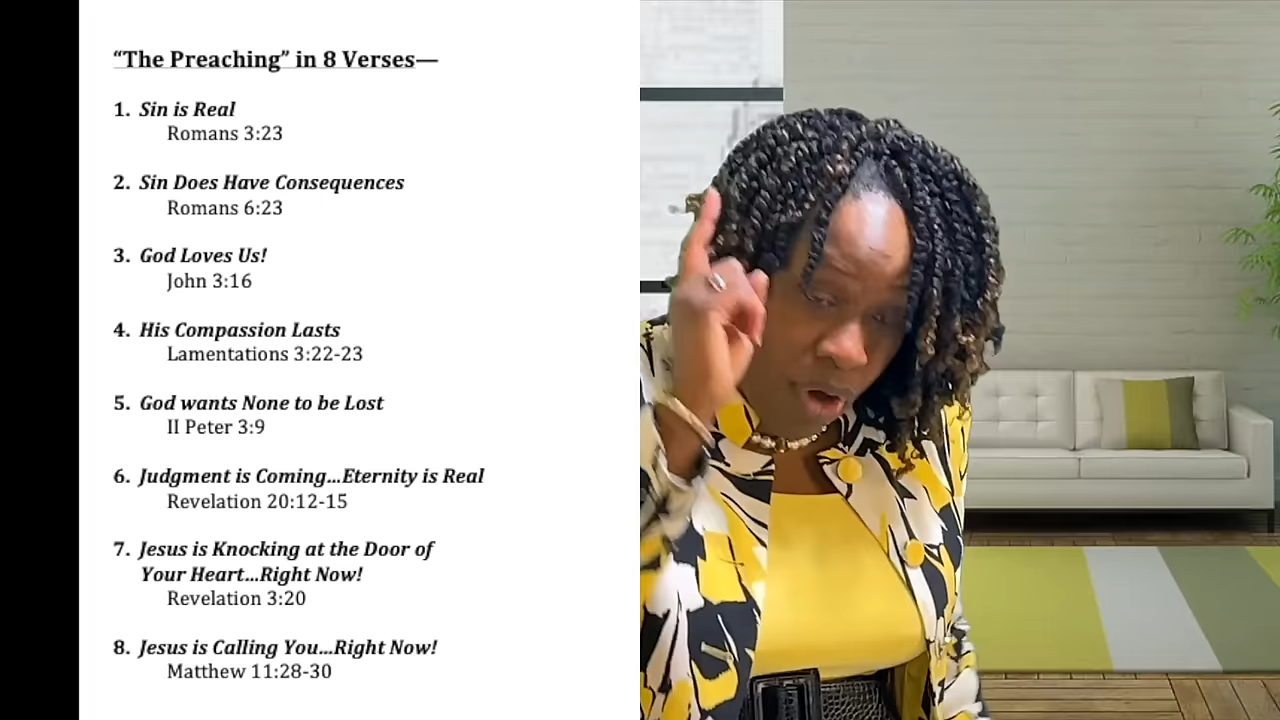 “The Preaching” in 8 Verses—
1. Sin is Real
Romans 3:23
2. Sin Does Have Consequences
Romans 6:23
3. God Loves Us!
John 3:16
4. His Compassion Lasts
Lamentations 3:22-23
5. God wants None to be Lost
II Peter 3:9
6. Judgment is Coming...Eternity is Real
Revelation 20:12-15
7. Jesus is Knocking at the Door of
Your Heart...Right Now!
Revelation 3:20
8. Jesus is Calling You...Right Now!
Matthew 11:28-30